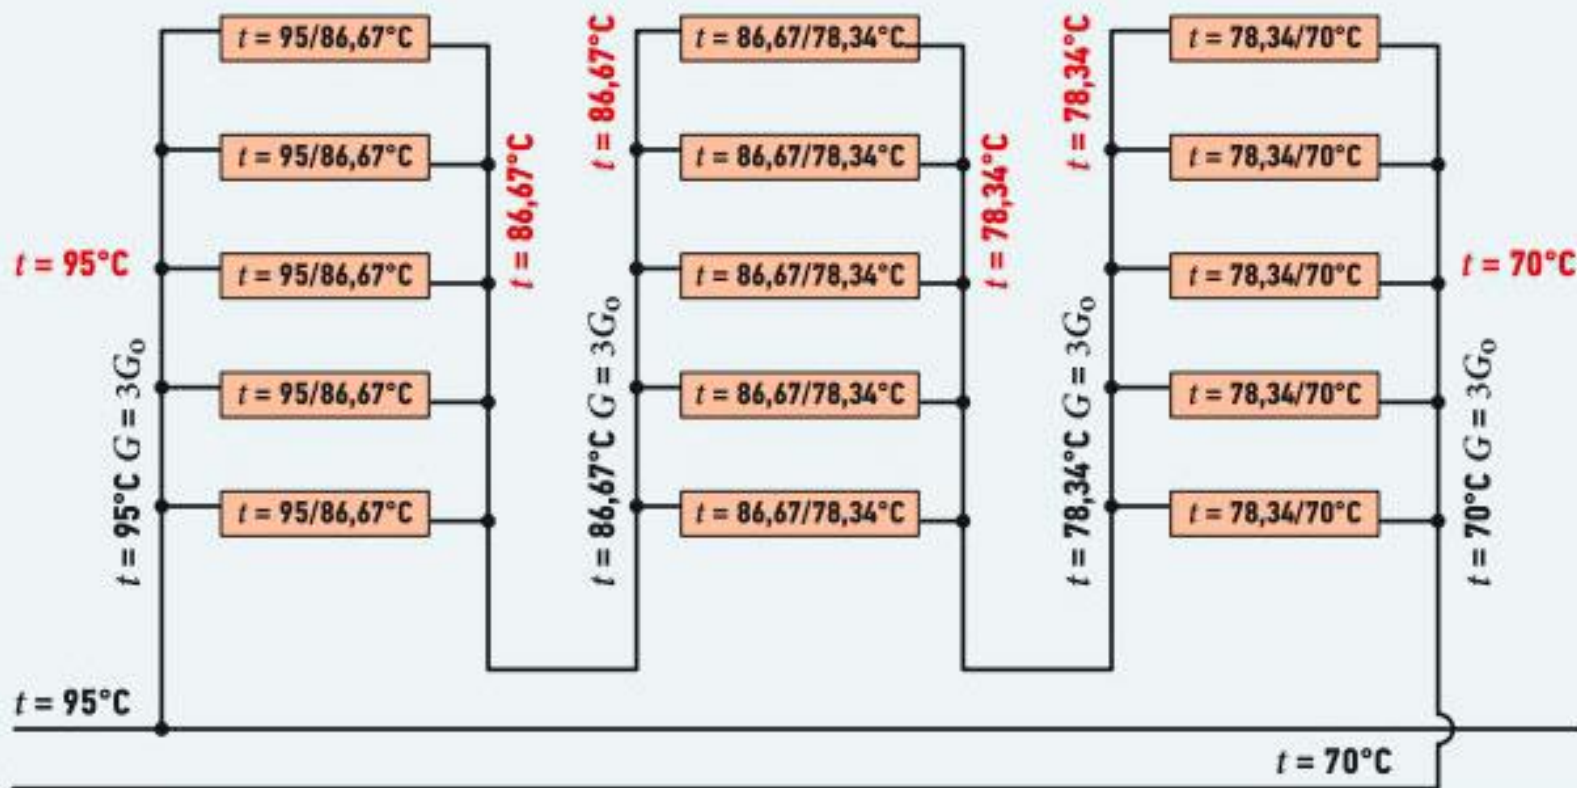 t = 95/86,67°C
t = 86,67/78,34°C
t = 78,34/70°C
t = 86,67°C
t = 78,34°C
t = 95/86,67°C
t = 86,67/78,34°C
t = 78,34/70°C
t = 86,67°C
t = 78,34°C
t = 95°C
t = 95/86,67°C
t = 86,67/78,34°C
t = 78,34/70°C
t = 70°C
t = 95/86,67°C
t = 86,67/78,34°C
t = 78,34/70°C
t = 95°C G = 3G₀
t = 86,67°C G = 3G₀
t = 78,34°C G = 3G₀
t = 70°C G = 3G₀
t = 95/86,67°C
t = 86,67/78,34°C
t = 78,34/70°C
t = 95°C
t = 70°C